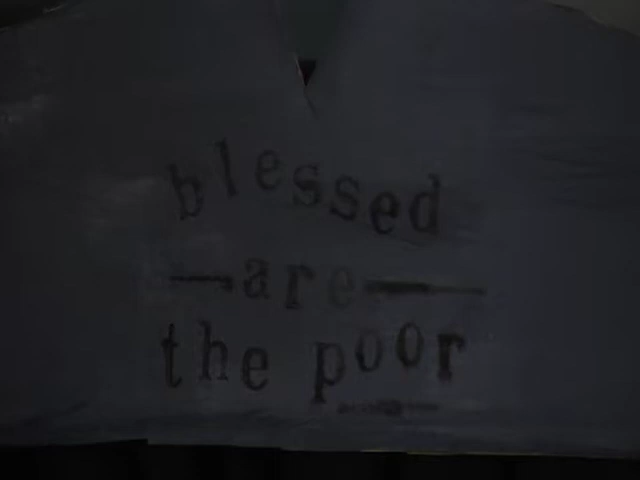 blessed
are
the poor